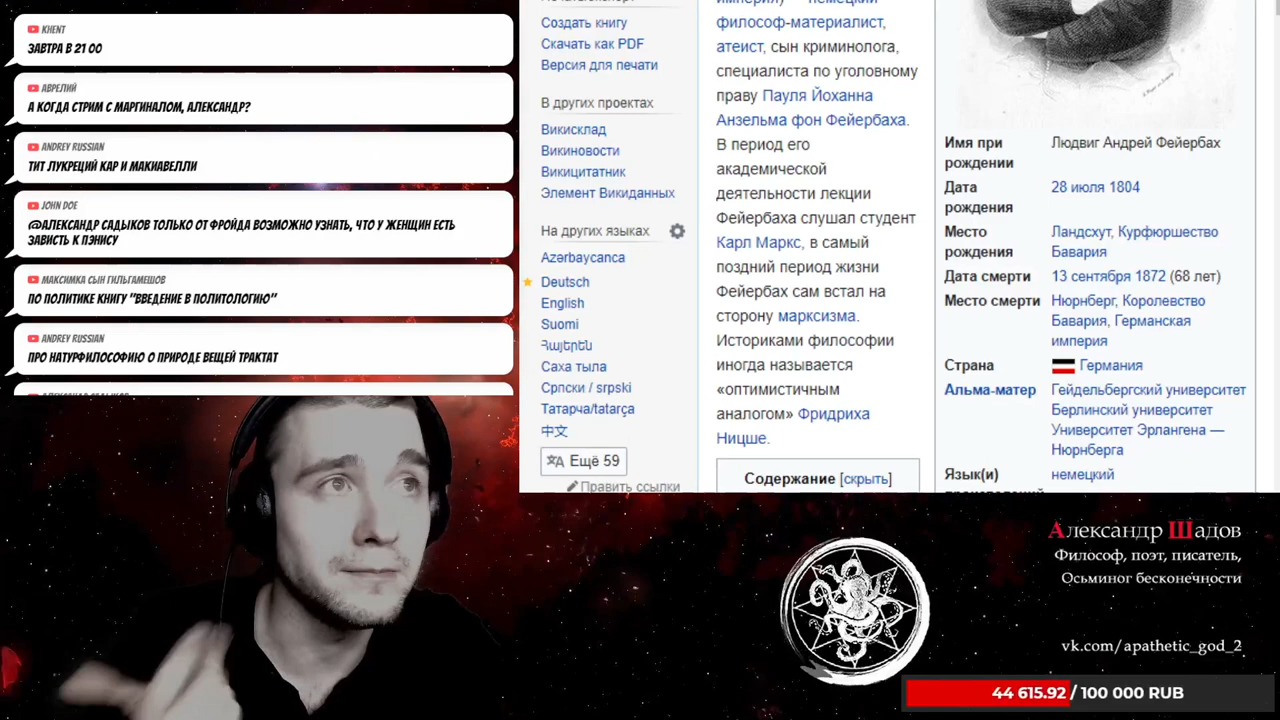 KHENT
ЗАВТРА В 21 00
АВРЕЛИЙ
А КОГДА СТРИМ С МАРГИНАЛОМ, АЛЕКСАНДР?
ANDREY RUSSIAN
ТИТ ЛУКРЕЦИЙ КАР И МАКИАВЕЛЛИ
JOHN DOE
@АЛЕКСАНДР САДЫКОВ ТОЛЬКО ОТ ФРОЙДА ВОЗМОЖНО УЗНАТЬ, ЧТО У ЖЕНЩИН ЕСТЬ
ЗАВИСТЬ К ПЭНИСУ
МАКСИМКА СЫН ГИЛЬГАМЕШОВ
ПО ПОЛИТИКЕ КНИГУ "ВВЕДЕНИЕ В ПОЛИТОЛОГИЮ"
ANDREY RUSSIAN
ПРО НАТУРФИЛОСОФИЮ О ПРИРОДЕ ВЕЩЕЙ ТРАКТАТ
Создать книгу
Скачать как PDF
Версия для печати
В других проектах
Викисклад
Викиновости
Викицитатник
Элемент Викиданных
На других языках
Azərbaycanca
Deutsch
English
Suomi
Հայերեն
Саха тыла
Српски / srpski
Татарча/tatarça
中文
Ещё 59
Править ссылки
философ-материалист,
атеист, сын криминолога,
специалиста по уголовному
праву Пауля Йоханна
Анзельма фон Фейербаха.
В период его
академической
деятельности лекции
Фейербаха слушал студент
Карл Маркс, в самый
поздний период жизни
Фейербах сам встал на
сторону марксизма.
Историками философии
иногда называется
«оптимистичным
аналогом» Фридриха
Ницше.
Содержание [скрыть]
Имя при Людвиг Андрей Фейербах
рождении
Дата 28 июля 1804
рождения
Место Ландсхут, Курфюршество
рождения Бавария
Дата смерти 13 сентября 1872 (68 лет)
Место смерти Нюрнберг, Королевство
Бавария, Германская
империя
Страна Германия
Альма-матер Гейдельбергский университет
Берлинский университет
Университет Эрлангена —
Нюрнберга
Язык(и) немецкий
Александр Шадов
Философ, поэт, писатель,
Осьминог бесконечности
vk.com/apathetic_god_2
44 615.92 / 100 000 RUB